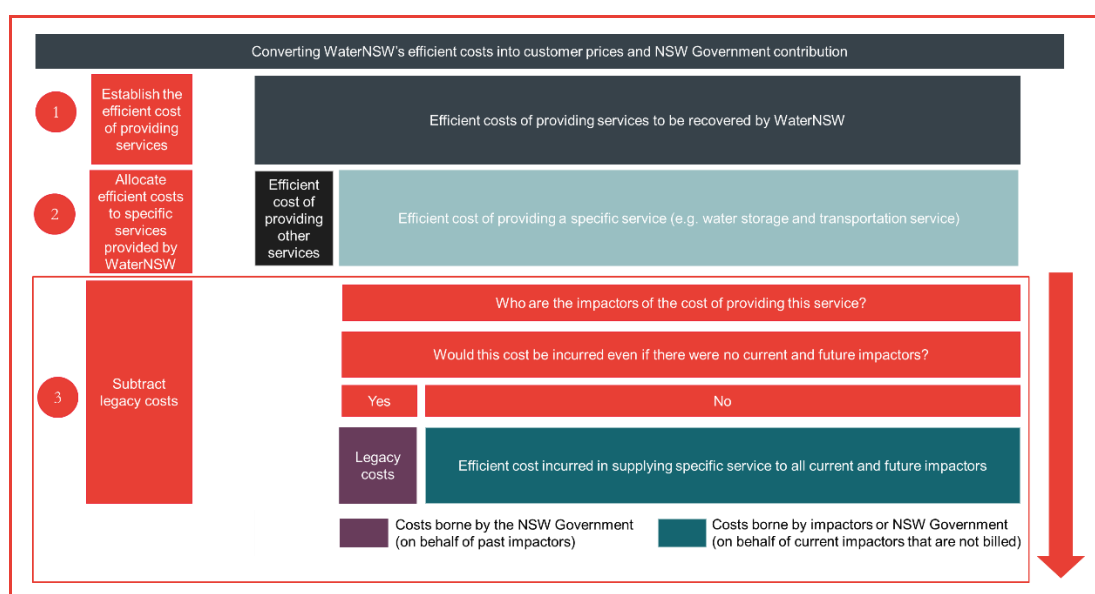 Converting WaterNSW's efficient costs into customer prices and NSW Government contribution
1
Establish the
efficient cost
of providing
services
Efficient costs of providing services to be recovered by WaterNSW
2
Allocate
efficient costs
to specific
services
provided by
WaterNSW
Efficient
cost of
providing
other
services
Efficient cost of providing a specific service (e.g. water storage and transportation service)
3
Subtract
legacy costs
Who are the impactors of the cost of providing this service?
Would this cost be incurred even if there were no current and future impactors?
Yes
No
Legacy
costs
Efficient cost incurred in supplying specific service to all current and future impactors
Costs borne by the NSW Government
(on behalf of past impactors)
Costs borne by impactors or NSW Government
(on behalf of current impactors that are not billed)